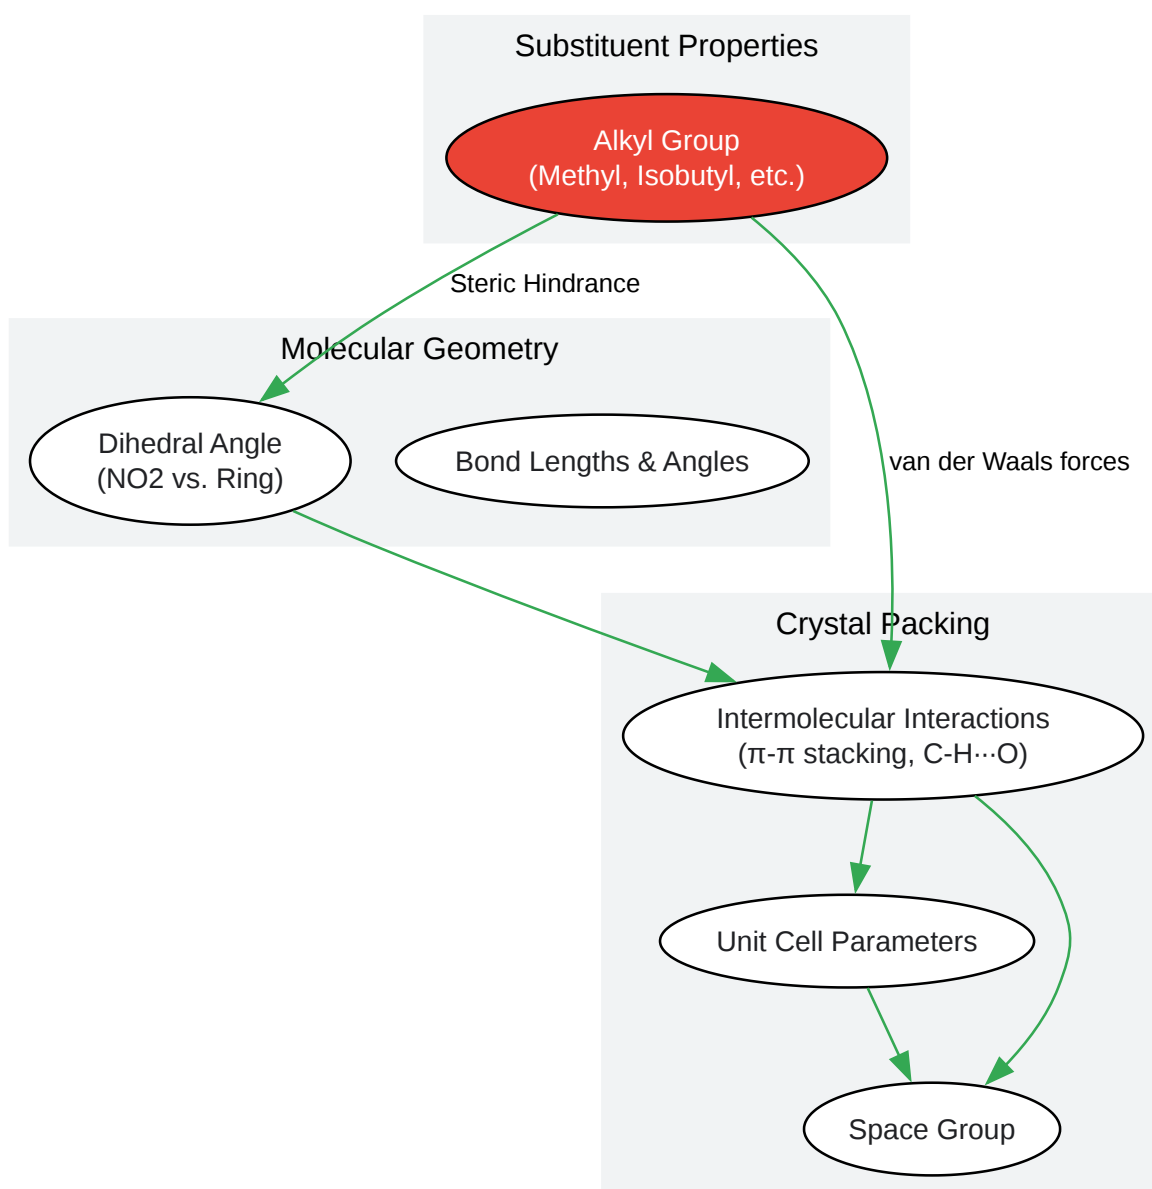 Substituent Properties
Alkyl Group
(Methyl, Isobutyl, etc.)
Steric Hindrance
Molecular Geometry
Dihedral Angle
(NO2 vs. Ring)
Bond Lengths & Angles
van der Waals forces
Crystal Packing
Intermolecular Interactions
(π-π stacking, C-H···O)
Unit Cell Parameters
Space Group